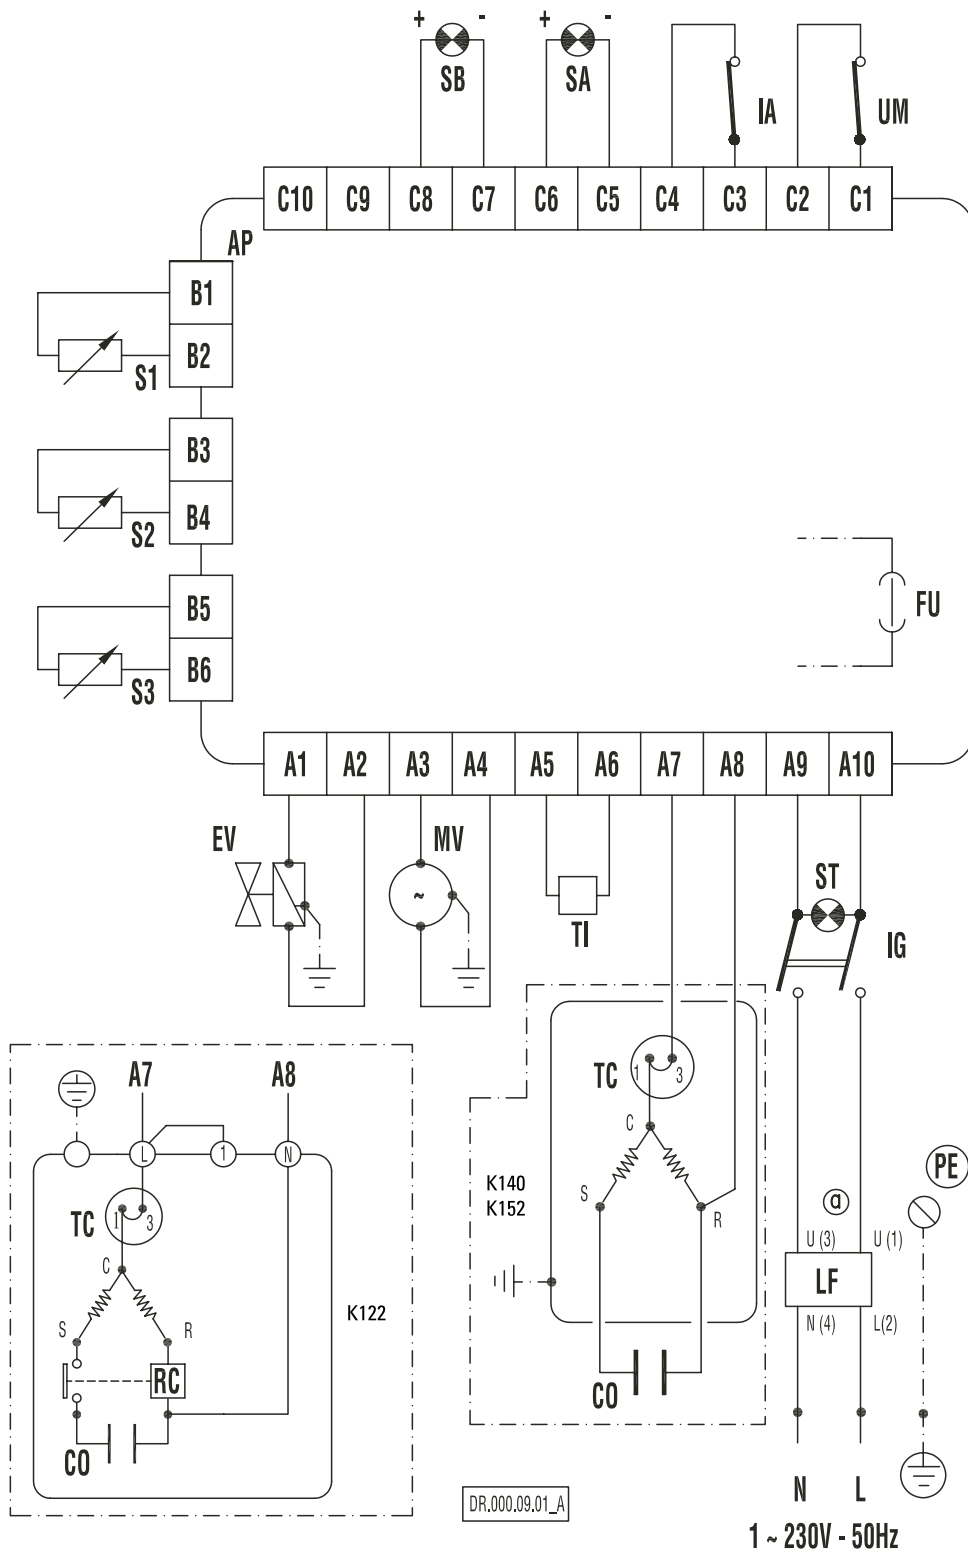 + - + -
SB SA IA UM
C10 C9 C8 C7 C6 C5 C4 C3 C2 C1
AP
B1
B2
S1
B3
B4
S2
B5
B6
S3
FU
A1 A2 A3 A4 A5 A6 A7 A8 A9 A10
EV MV TI ST IG
~
TC 1 3
C
S R
K140
K152
CO
A7 A8
L 1 N
TC 1 3
C
S R
K122
RC
CO
PE
a
U (3) U (1)
LF
N (4) L(2)
N L
1 ~ 230V - 50Hz
DR.000.09.01_A